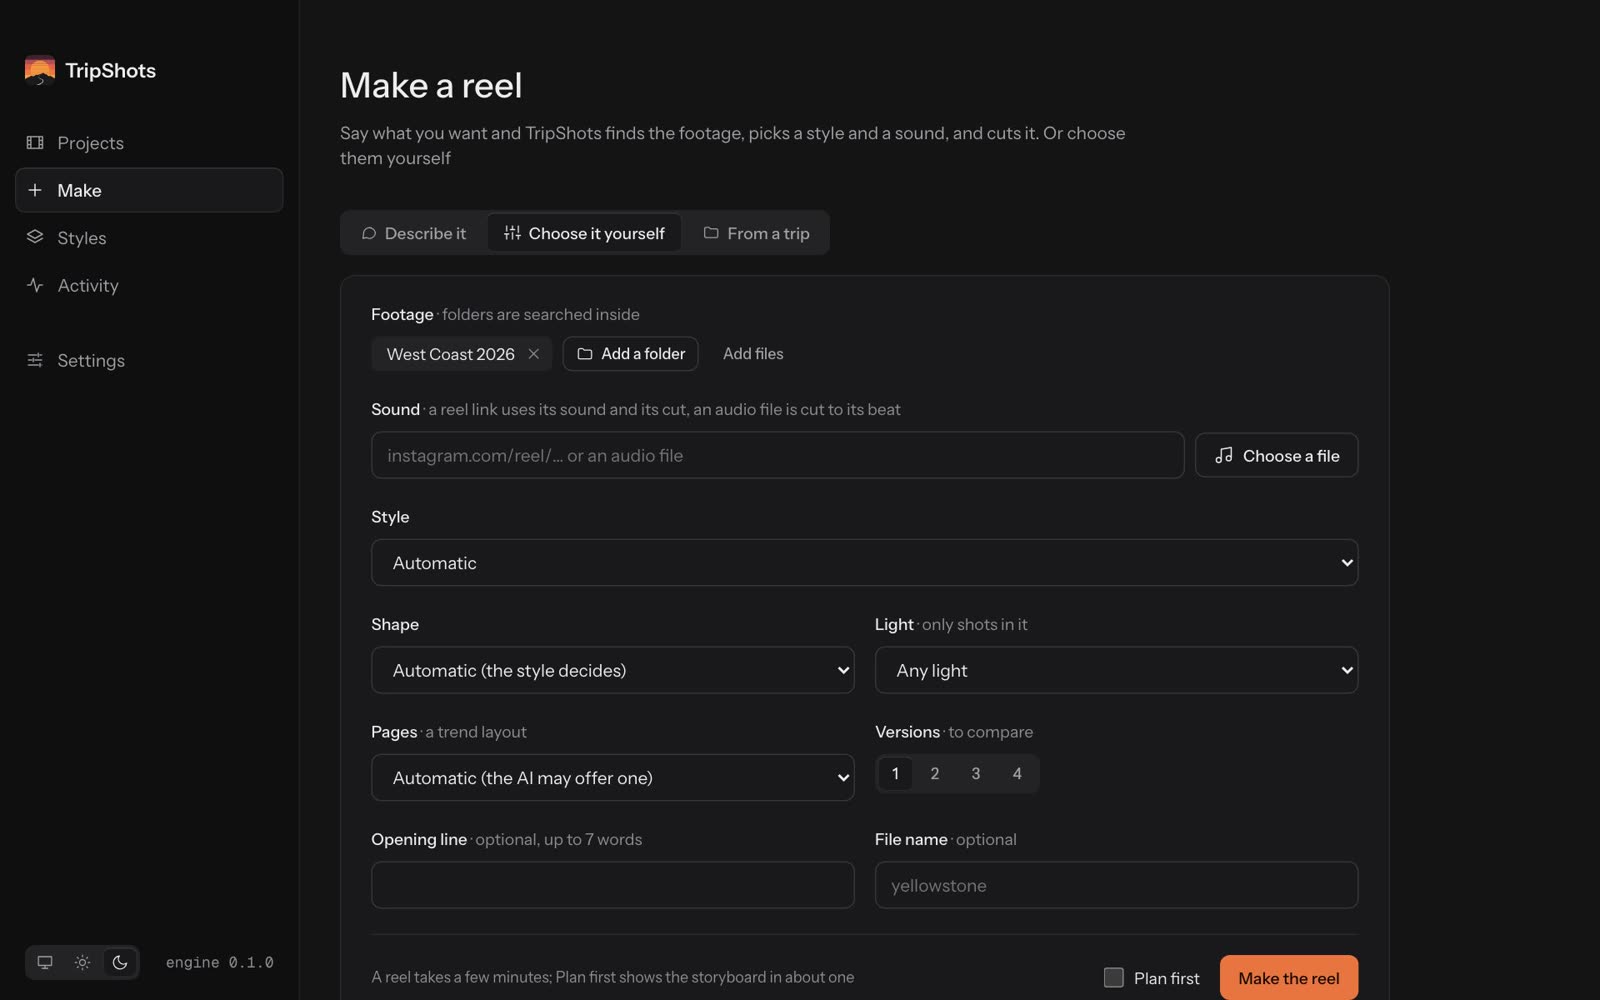 TripShots
Projects
Make
Styles
Activity
Settings
engine 0.1.0
Make a reel
Say what you want and TripShots finds the footage, picks a style and a sound, and cuts it. Or choose
them yourself
Describe it
Choose it yourself
From a trip
Footage · folders are searched inside
West Coast 2026
Add a folder
Add files
Sound · a reel link uses its sound and its cut, an audio file is cut to its beat
instagram.com/reel/... or an audio file
Choose a file
Style
Automatic
Shape
Light · only shots in it
Automatic (the style decides)
Any light
Pages · a trend layout
Versions · to compare
Automatic (the AI may offer one)
1 2 3 4
Opening line · optional, up to 7 words
File name · optional
yellowstone
A reel takes a few minutes; Plan first shows the storyboard in about one
Plan first
Make the reel